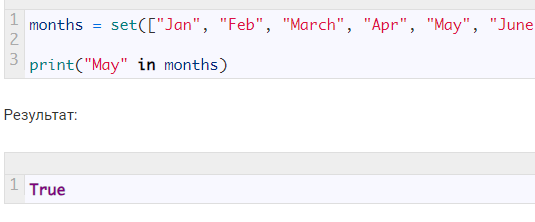 1 months = set(["Jan", "Feb", "March", "Apr", "May", "June
2
3 print("May" in months)
Результат:
1 True